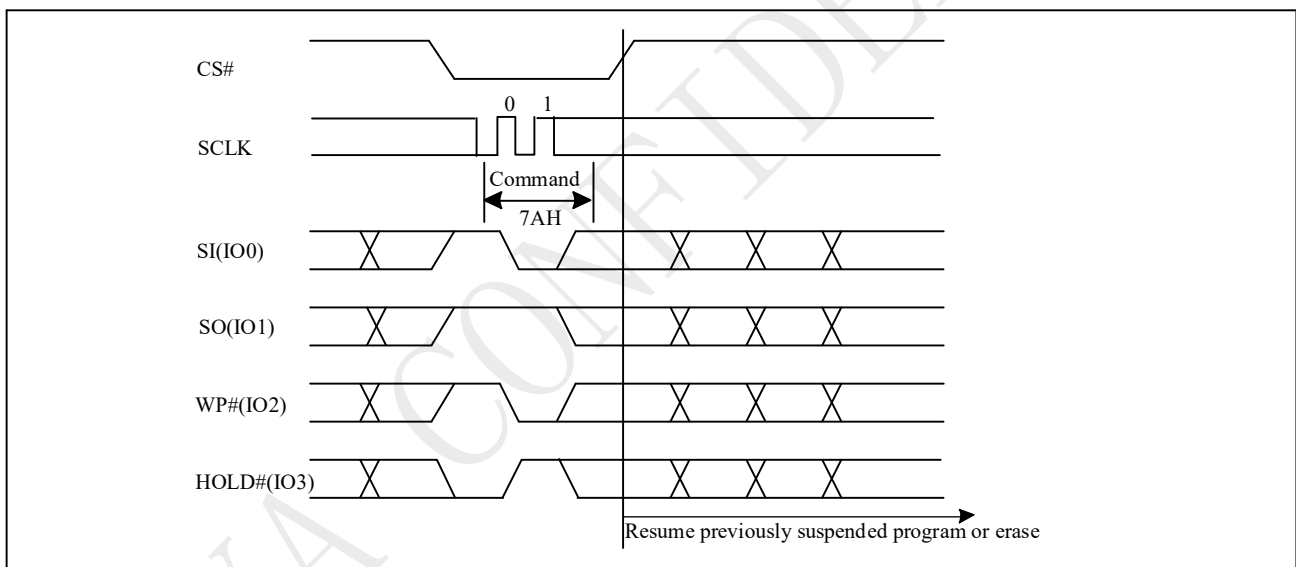 CS#
0 1
SCLK
Command
7AH
SI(IO0)
SO(IO1)
WP#(IO2)
HOLD#(IO3)
Resume previously suspended program or erase
CONFIDE